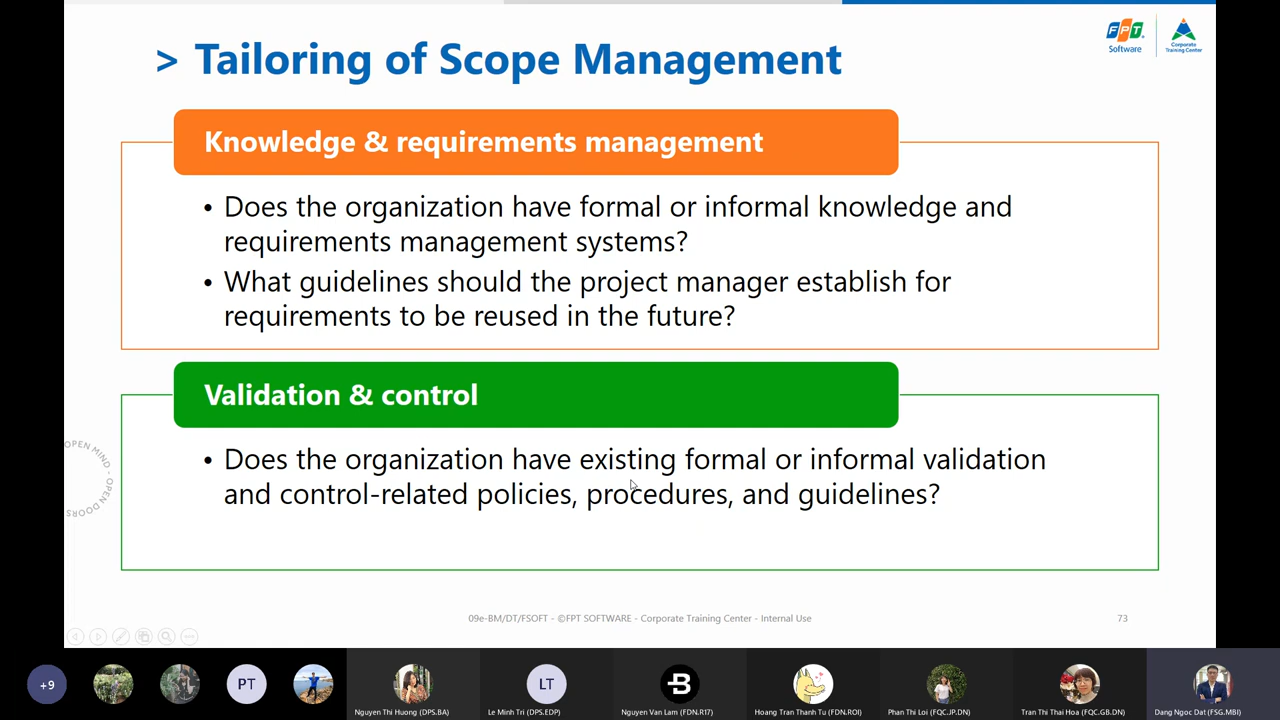 > Tailoring of Scope Management
FPT
Software
Corporate
Training Center
Knowledge & requirements management
• Does the organization have formal or informal knowledge and
requirements management systems?
• What guidelines should the project manager establish for
requirements to be reused in the future?
Validation & control
• Does the organization have existing formal or informal validation
and control-related policies, procedures, and guidelines?
OPEN MIND - OPEN DOORS
09e-BM/DT/FSOFT - ©FPT SOFTWARE - Corporate Training Center - Internal Use
73
+9
PT
LT
B
Nguyen Thi Huong (DPS.BA)
Le Minh Tri (DPS.EDP)
Nguyen Van Lam (FDN.R17)
Hoang Tran Thanh Tu (FDN.ROI)
Phan Thi Loi (FQC.JP.DN)
Tran Thi Thai Hoa (FQC.GB.DN)
Dang Ngoc Dat (FSG.MBI)